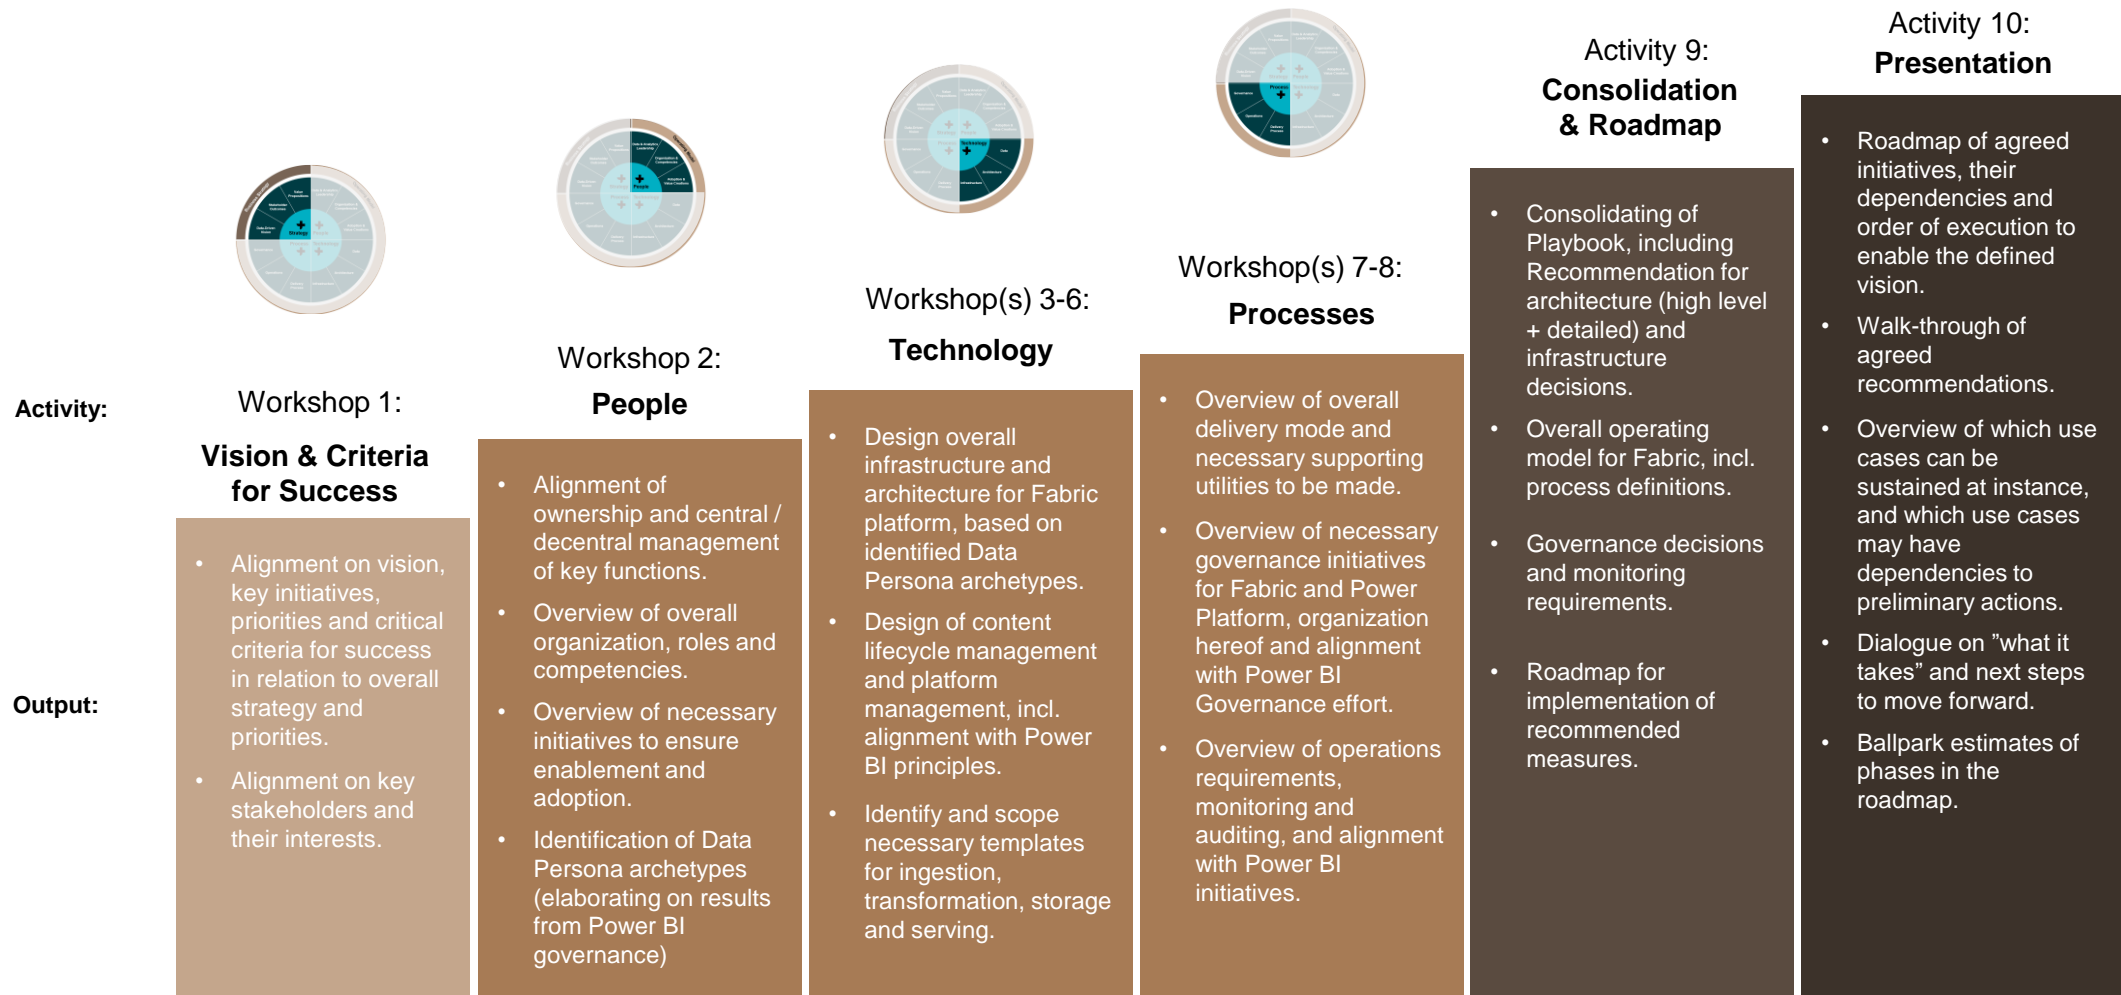 Activity:
Output:
Workshop 1:
Vision & Criteria
for Success
• Alignment on vision,
key initiatives,
priorities and critical
criteria for success
in relation to overall
strategy and
priorities.
• Alignment on key
stakeholders and
their interests.
Workshop 2:
People
• Alignment of
ownership and central /
decentral management
of key functions.
• Overview of overall
organization, roles and
competencies.
• Overview of necessary
initiatives to ensure
enablement and
adoption.
• Identification of Data
Persona archetypes
(elaborating on results
from Power BI
governance)
Workshop(s) 3-6:
Technology
• Design overall
infrastructure and
architecture for Fabric
platform, based on
identified Data
Persona archetypes.
• Design of content
lifecycle management
and platform
management, incl.
alignment with Power
BI principles.
• Identify and scope
necessary templates
for ingestion,
transformation, storage
and serving.
Workshop(s) 7-8:
Processes
• Overview of overall
delivery mode and
necessary supporting
utilities to be made.
• Overview of necessary
governance initiatives
for Fabric and Power
Platform, organization
hereof and alignment
with Power BI
Governance effort.
• Overview of operations
requirements,
monitoring and
auditing, and alignment
with Power BI
initiatives.
Activity 9:
Consolidation
& Roadmap
• Consolidating of
Playbook, including
Recommendation for
architecture (high level
+ detailed) and
infrastructure
decisions.
• Overall operating
model for Fabric, incl.
process definitions.
• Governance decisions
and monitoring
requirements.
• Roadmap for
implementation of
recommended
measures.
Activity 10:
Presentation
• Roadmap of agreed
initiatives, their
dependencies and
order of execution to
enable the defined
vision.
• Walk-through of
agreed
recommendations.
• Overview of which use
cases can be
sustained at instance,
and which use cases
may have
dependencies to
preliminary actions.
• Dialogue on ”what it
takes” and next steps
to move forward.
• Ballpark estimates of
phases in the
roadmap.
Strategy
People
Technology
Process